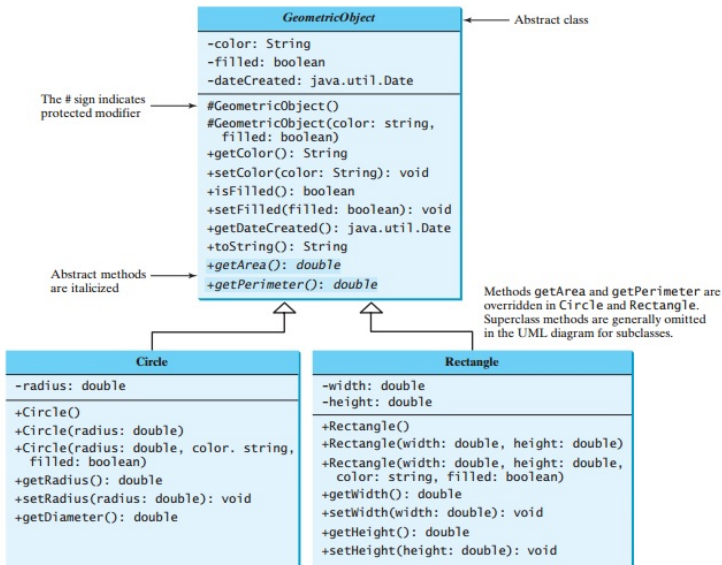 GeometricObject
Abstract class
-color: String
-filled: boolean
-dateCreated: java.util.Date
The # sign indicates
protected modifier
#GeometricObject()
#GeometricObject(color: string,
filled: boolean)
+getColor(): String
+setColor(color: String): void
+isFilled(): boolean
+setFilled(filled: boolean): void
+getDateCreated(): java.util.Date
+toString(): String
Abstract methods
are italicized
+getArea(): double
+getPerimeter(): double
Methods getArea and getPerimeter are
overridden in Circle and Rectangle.
Superclass methods are generally omitted
in the UML diagram for subclasses.
Circle
-radius: double
+Circle()
+Circle(radius: double)
+Circle(radius: double, color. string,
filled: boolean)
+getRadius(): double
+setRadius(radius: double): void
+getDiameter(): double
Rectangle
-width: double
-height: double
+Rectangle()
+Rectangle(width: double, height: double)
+Rectangle(width: double, height: double,
color: string, filled: boolean)
+getWidth(): double
+setWidth(width: double): void
+getHeight(): double
+setHeight(height: double): void